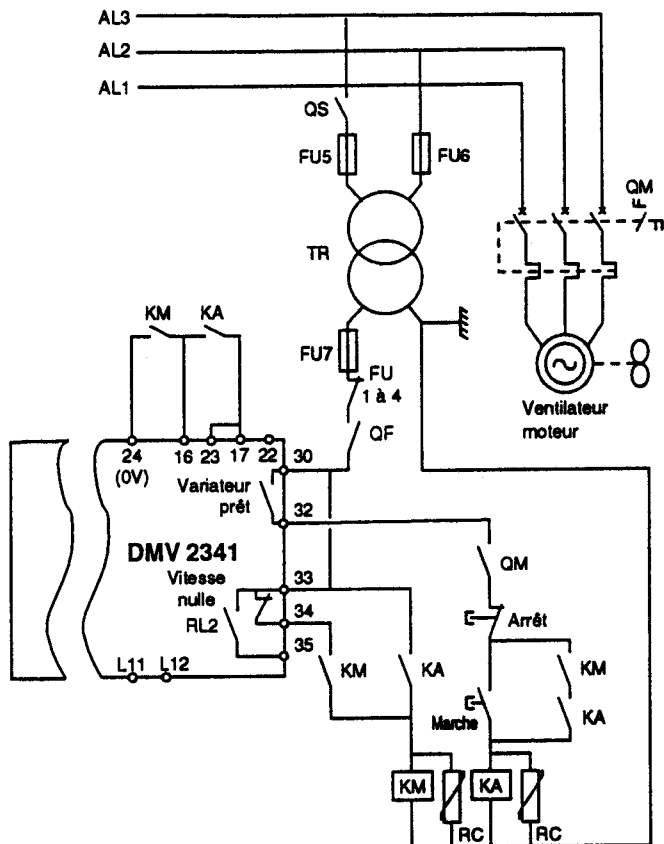 AL3
AL2
AL1
QS
FU5
FU6
QM
TR
KM
KA
FU7
FU
1 à 4
QF
Ventilateur
moteur
24
16
23
17
22
(0V)
30
Variateur
prêt
32
DMV 2341
QM
Vitesse
nulle
33
34
Arrêt
RL2
35
L11
L12
KM
KA
KM
Marche
KA
KM
KA
RC
RC